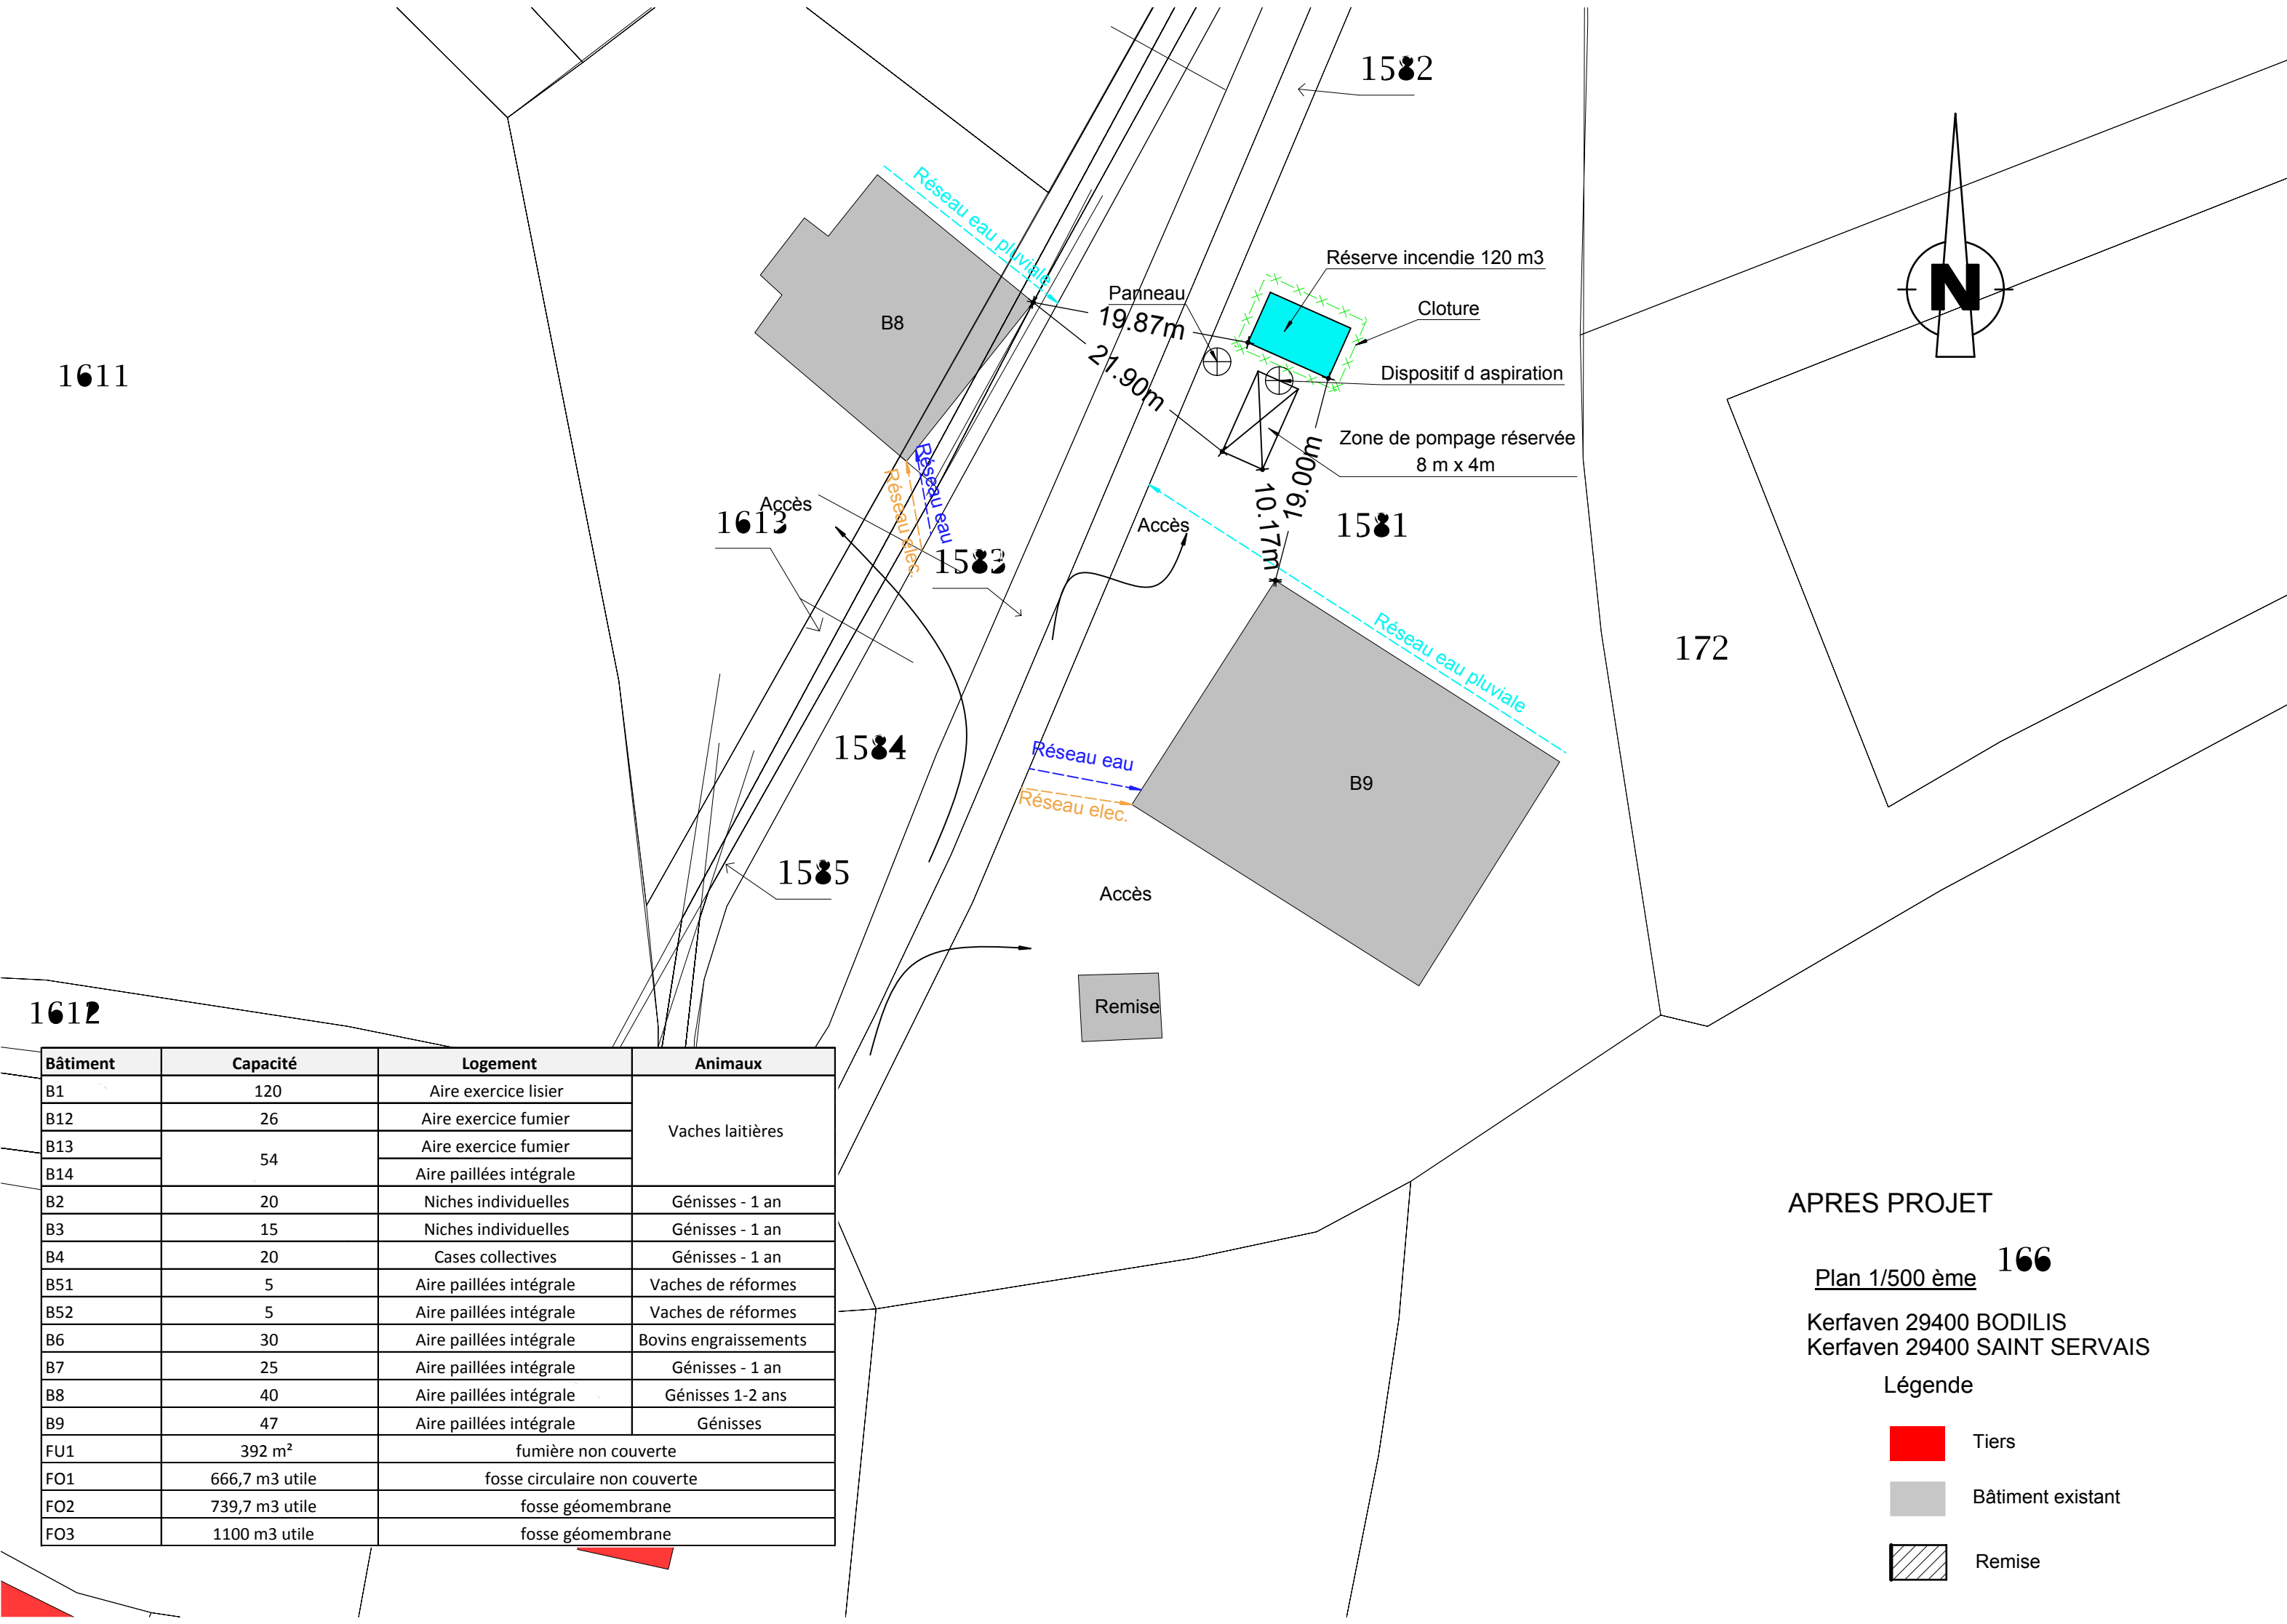 1582
Réseau eau pluviale
Réserve incendie 120 m3
Panneau
Cloture
19.87m
N
B8
21.90m
1611
Dispositif d aspiration
Zone de pompage réservée
8 m x 4m
19.00m
10.17m
Réseau eau
Réseau elec.
Accès
1613
Accès
1581
1583
Réseau eau pluviale
172
1584
Réseau eau
Réseau elec.
B9
1585
Accès
Remise
1612
Bâtiment Capacité Logement Animaux
B1 120 Aire exercice lisier
B12 26 Aire exercice fumier
Vaches laitières
B13 Aire exercice fumier
54
B14 Aire paillées intégrale
B2 20 Niches individuelles Génisses - 1 an
B3 15 Niches individuelles Génisses - 1 an
B4 20 Cases collectives Génisses - 1 an
B51 5 Aire paillées intégrale Vaches de réformes
B52 5 Aire paillées intégrale Vaches de réformes
B6 30 Aire paillées intégrale Bovins engraissements
B7 25 Aire paillées intégrale Génisses - 1 an
B8 40 Aire paillées intégrale Génisses 1-2 ans
B9 47 Aire paillées intégrale Génisses
FU1 392 m² fumière non couverte
FO1 666,7 m3 utile fosse circulaire non couverte
FO2 739,7 m3 utile fosse géomembrane
FO3 1100 m3 utile fosse géomembrane
APRES PROJET
166
Plan 1/500 ème
Kerfaven 29400 BODILIS
Kerfaven 29400 SAINT SERVAIS
Légende
Tiers
Bâtiment existant
Remise